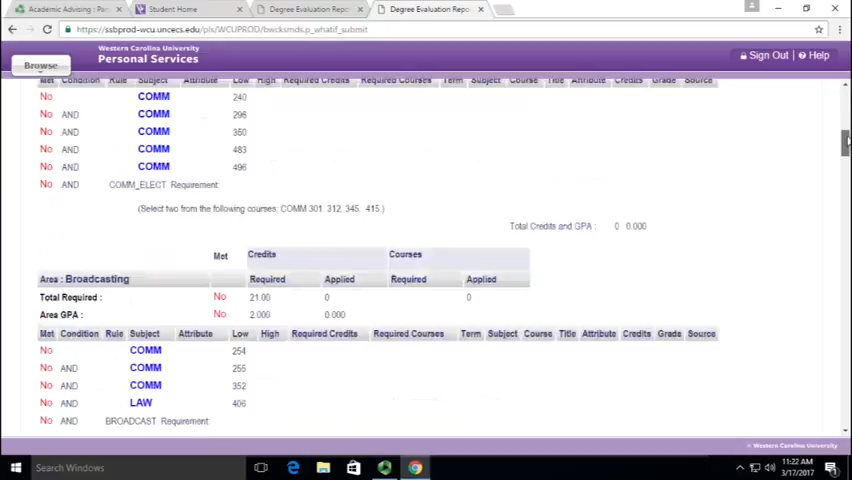 Academic Advising : Pa
Student Home
Degree Evaluation Repo
Degree Evaluation Repo
https://ssbprod-wcu.uncecs.edu/pls/WCUPROD/bwcksmds.p_whatif_submit
Western Carolina University
Personal Services
Browse
Sign Out | Help
Met Condition Rule Subject Attribute Low High Required Credits Required Courses Term Subject Course Title Attribute Credits Grade Source
No COMM 240
No AND COMM 296
No AND COMM 350
No AND COMM 483
No AND COMM 496
No AND COMM_ELECT Requirement:
(Select two from the following courses: COMM 301. 312, 345, 415.)
Total Credits and GPA : 0 0.000
Met Credits Courses
Area : Broadcasting Required Applied Required Applied
Total Required : No 21.00 0 0
Area GPA : No 2.000 0.000
Met Condition Rule Subject Attribute Low High Required Credits Required Courses Term Subject Course Title Attribute Credits Grade Source
No COMM 254
No AND COMM 255
No AND COMM 352
No AND LAW 406
No AND BROADCAST Requirement:
© Western Carolina University
Search Windows
11:22 AM
3/17/2017